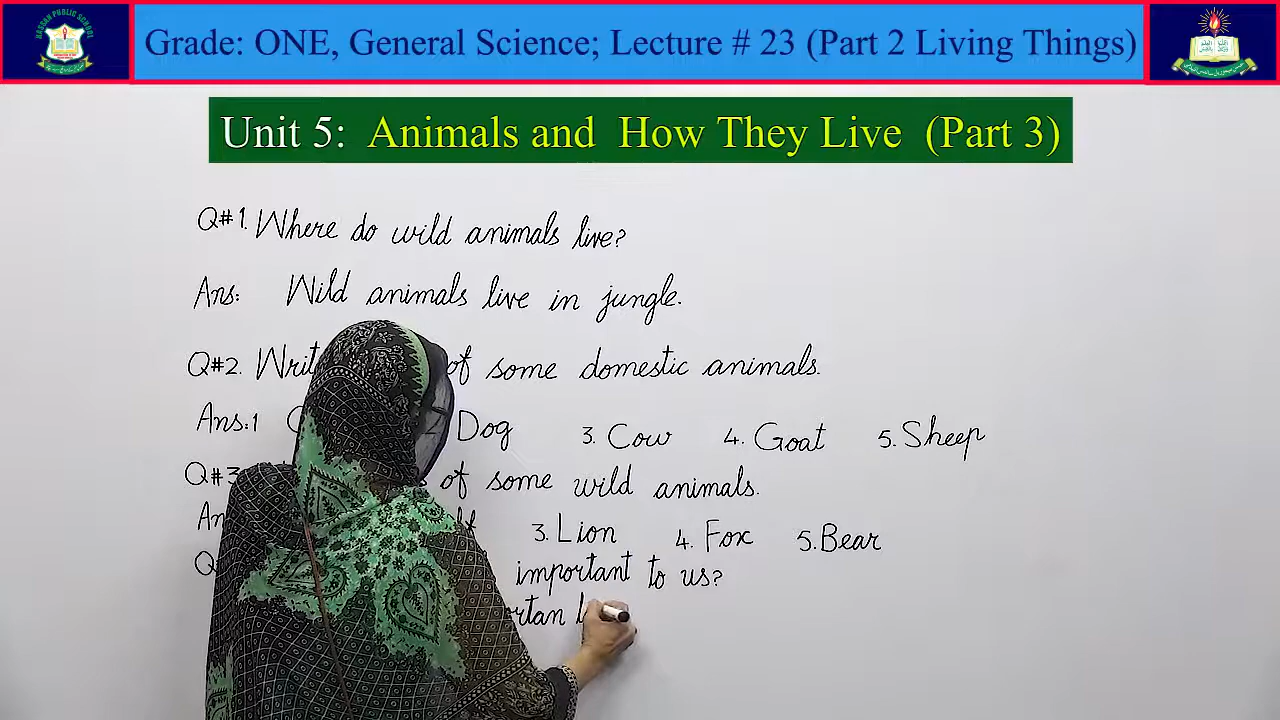 HASSAN PUBLIC SCHOOL
Grade: ONE, General Science; Lecture # 23 (Part 2 Living Things)
Unit 5: Animals and How They Live (Part 3)
Q#1. Where do wild animals live?
Ans: Wild animals live in jungle.
Q#2. of some domestic animals.
Ans:1 Dog 3. Cow 4. Goat 5. Sheep
Q#3 of some wild animals.
3. Lion 4. Fox 5. Bear
important to us?